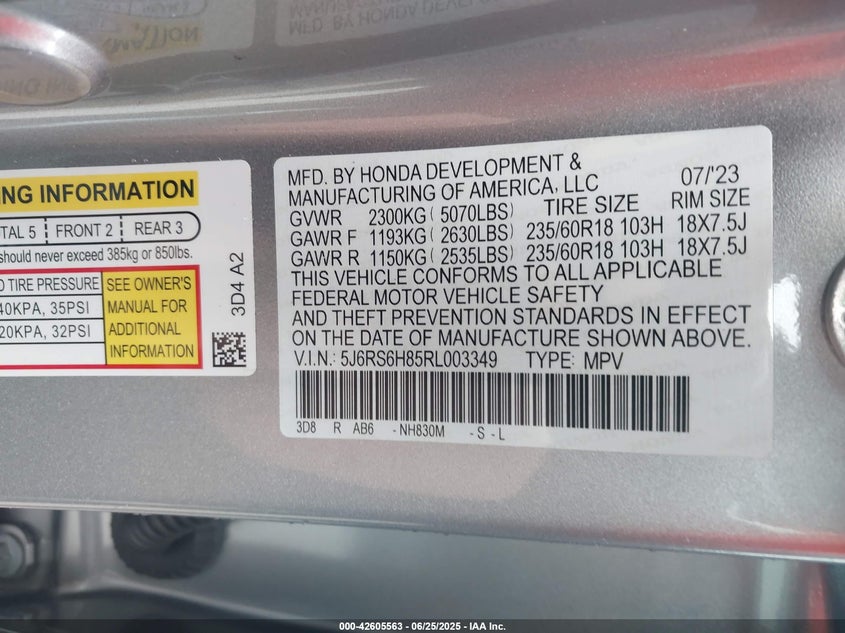 NG INFORMATION
TAL 5 FRONT 2 REAR 3
should never exceed 385kg or 850lbs.
TIRE PRESSURE
40KPA, 35PSI
20KPA, 32PSI
SEE OWNER'S
MANUAL FOR
ADDITIONAL
INFORMATION
3D4 A2
MFD. BY HONDA DEVELOPMENT &
MANUFACTURING OF AMERICA, LLC 07/'23
GVWR 2300KG ( 5070LBS) TIRE SIZE RIM SIZE
GAWR F 1193KG ( 2630LBS) 235/60R18 103H 18X7.5J
GAWR R 1150KG ( 2535LBS) 235/60R18 103H 18X7.5J
THIS VEHICLE CONFORMS TO ALL APPLICABLE
FEDERAL MOTOR VEHICLE SAFETY
AND THEFT PREVENTION STANDARDS IN EFFECT
ON THE DATE OF MANUFACTURE SHOWN ABOVE.
V.I.N.: 5J6RS6H85RL003349 TYPE: MPV
3D8 R AB6 -NH830M -S -L
000-42605563 - 06/25/2025 - IAA Inc.